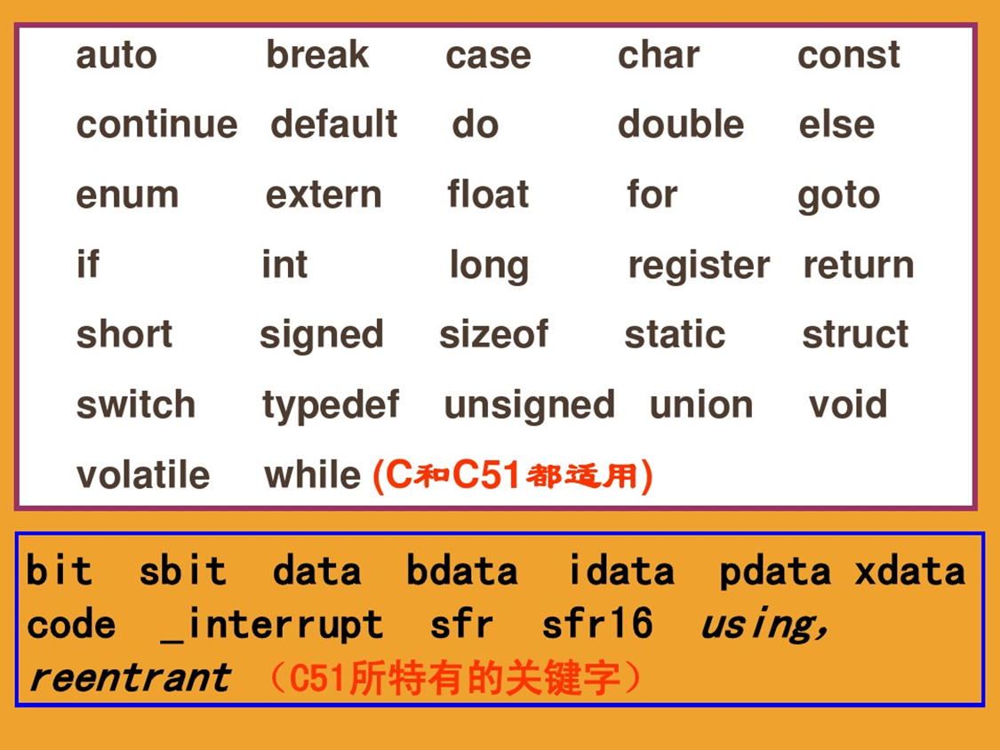 auto break case char const
continue default do double else
enum extern float for goto
if int long register return
short signed sizeof static struct
switch typedef unsigned union void
volatile while (C和C51都适用)
bit sbit data bdata idata pdata xdata
code _interrupt sfr sfr16 using，
reentrant （C51所特有的关键字）